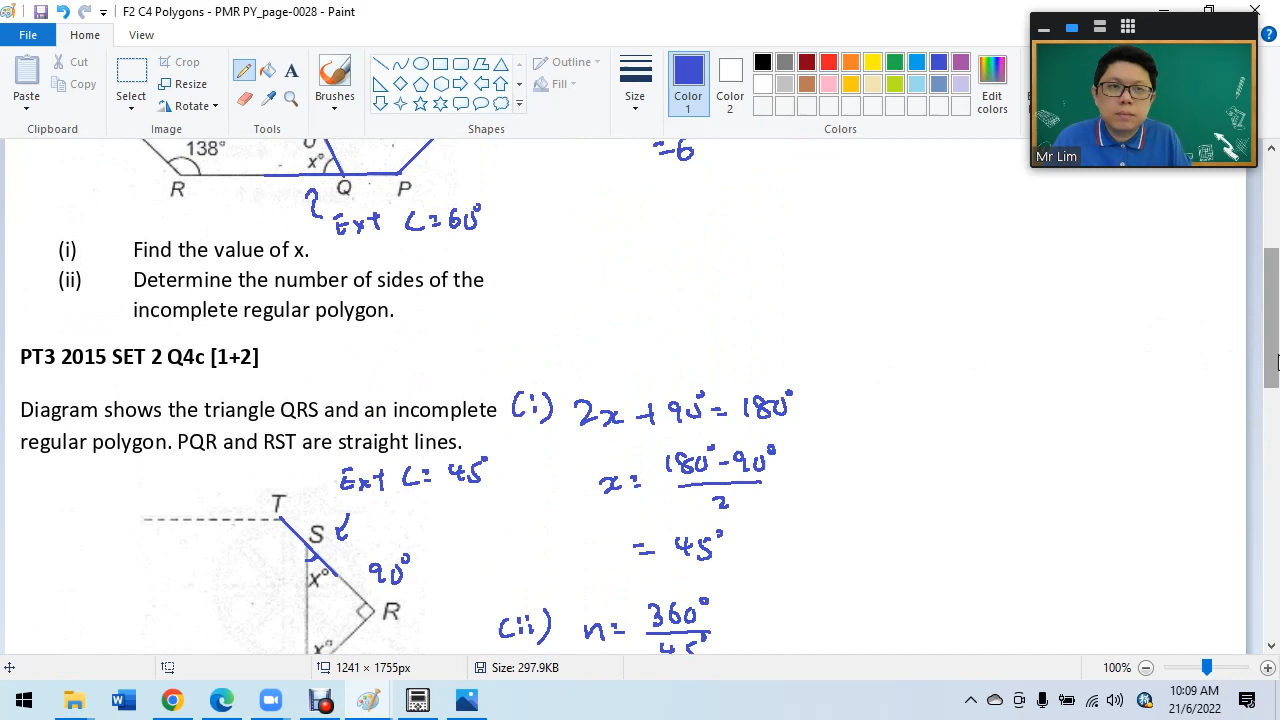 F2 C4 Polygons - PMR PY_page-0028 - Paint
File Home View
Paste Cut Copy Clipboard
Select Crop Resize Rotate Image
Tools
Brushes
Shapes
Outline Fill
Size
Color 1 Color 2 Edit colors Colors
Mr Lim
138°
x°
R Q P
=6
Ext ∠=60°
(i) Find the value of x.
(ii) Determine the number of sides of the
incomplete regular polygon.
PT3 2015 SET 2 Q4c [1+2]
Diagram shows the triangle QRS and an incomplete
regular polygon. PQR and RST are straight lines.
Ext ∠=45°
T
S
x°
90°
R
x°
(i) 2x + 90° = 180°
x = 180° - 90° / 2
= 45°
(ii) n = 360° / 45°
1241 × 1755px Size: 297.9KB 100%
10:09 AM
21/6/2022